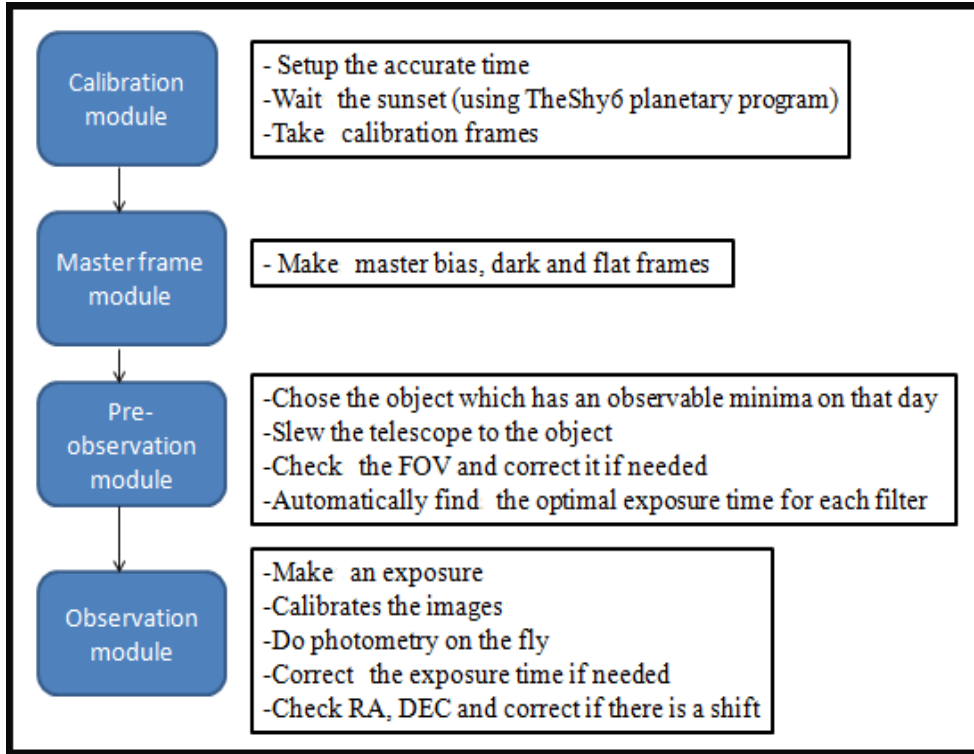 Calibration
module
- Setup the accurate time
-Wait the sunset (using TheShy6 planetary program)
-Take calibration frames
Master frame
module
- Make master bias, dark and flat frames
Pre-
observation
module
-Chose the object which has an observable minima on that day
-Slew the telescope to the object
-Check the FOV and correct it if needed
-Automatically find the optimal exposure time for each filter
Observation
module
-Make an exposure
-Calibrates the images
-Do photometry on the fly
-Correct the exposure time if needed
-Check RA, DEC and correct if there is a shift